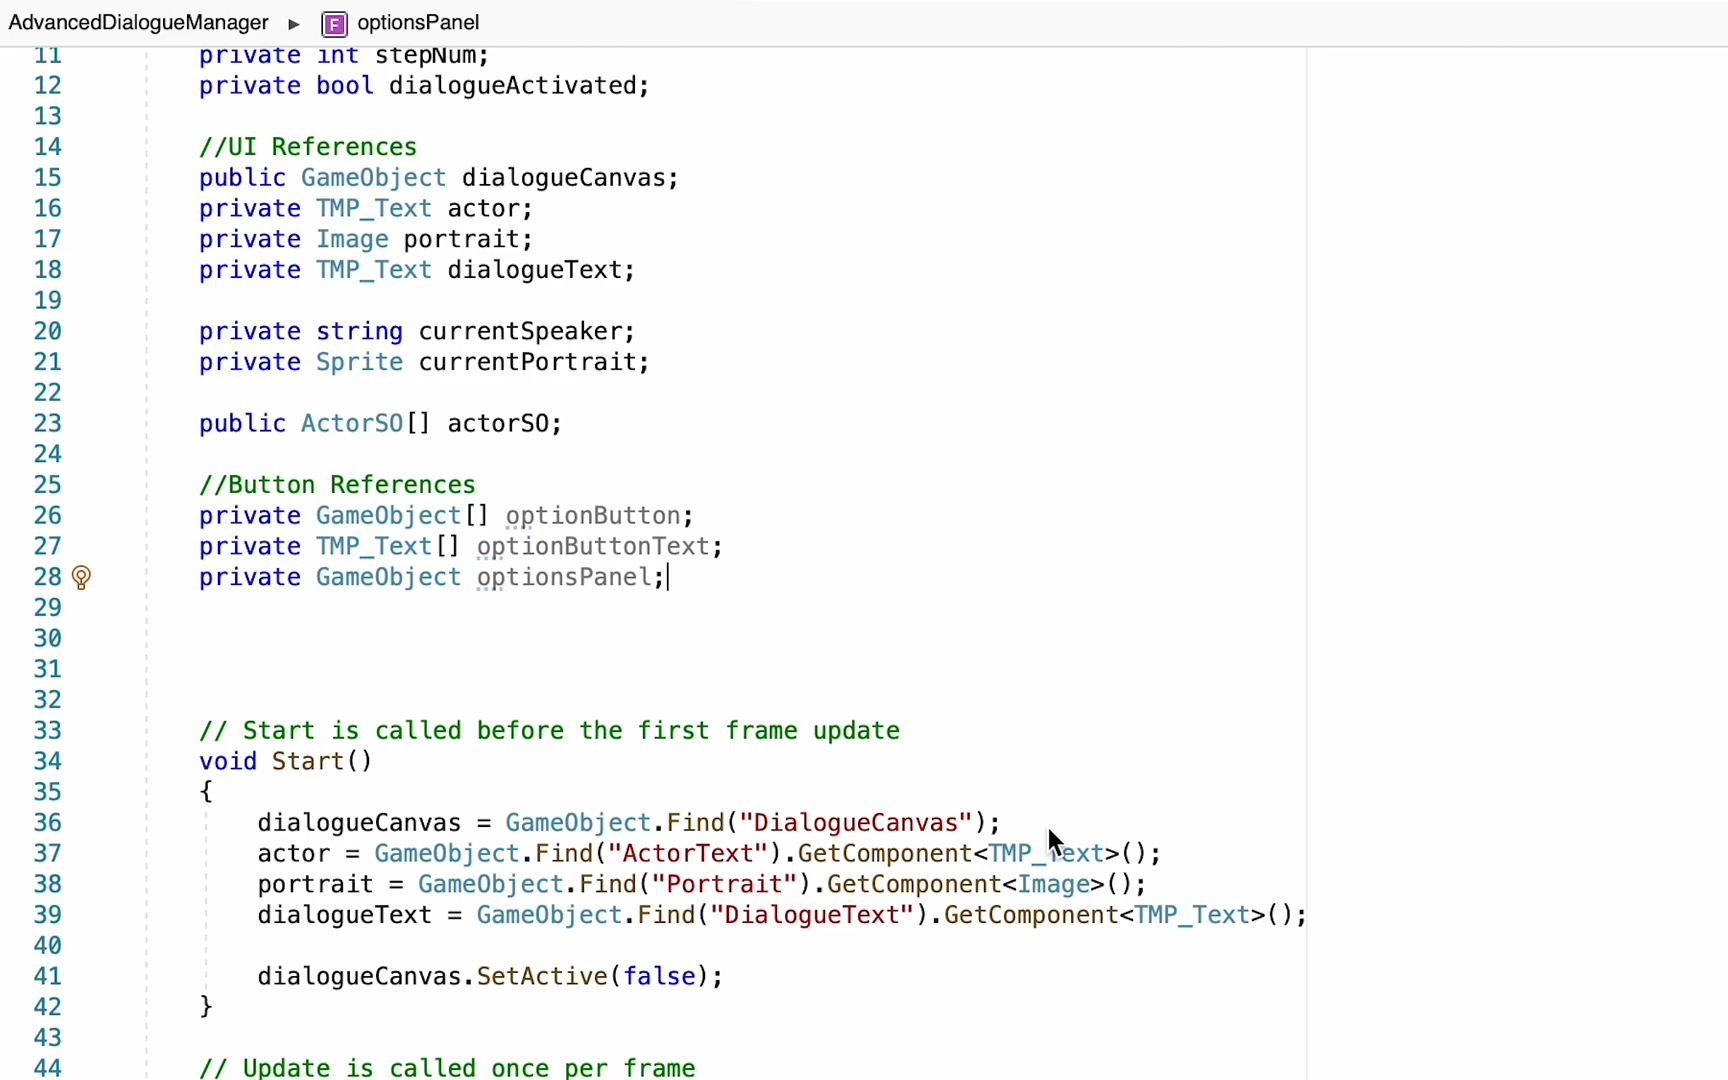 AdvancedDialogueManager ▸ F optionsPanel
11 private int stepNum;
12 private bool dialogueActivated;
13
14 //UI References
15 public GameObject dialogueCanvas;
16 private TMP_Text actor;
17 private Image portrait;
18 private TMP_Text dialogueText;
19
20 private string currentSpeaker;
21 private Sprite currentPortrait;
22
23 public ActorSO[] actorSO;
24
25 //Button References
26 private GameObject[] optionButton;
27 private TMP_Text[] optionButtonText;
28 private GameObject optionsPanel;
29
30
31
32
33 // Start is called before the first frame update
34 void Start()
35 {
36 dialogueCanvas = GameObject.Find("DialogueCanvas");
37 actor = GameObject.Find("ActorText").GetComponent<TMP_Text>();
38 portrait = GameObject.Find("Portrait").GetComponent<Image>();
39 dialogueText = GameObject.Find("DialogueText").GetComponent<TMP_Text>();
40
41 dialogueCanvas.SetActive(false);
42 }
43
44 // Update is called once per frame